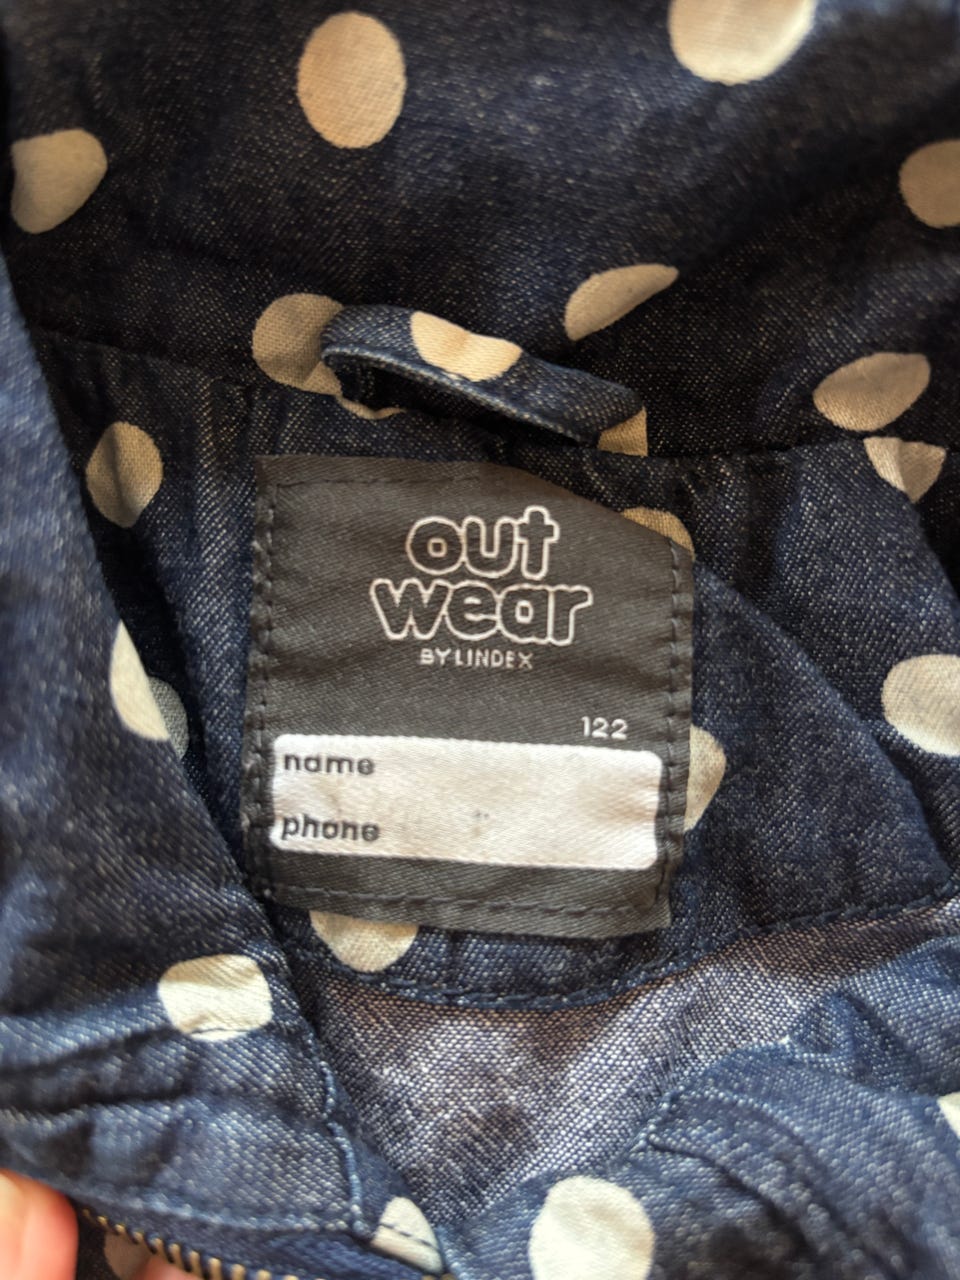 out
wear
BY LINDEX
122
name
phone